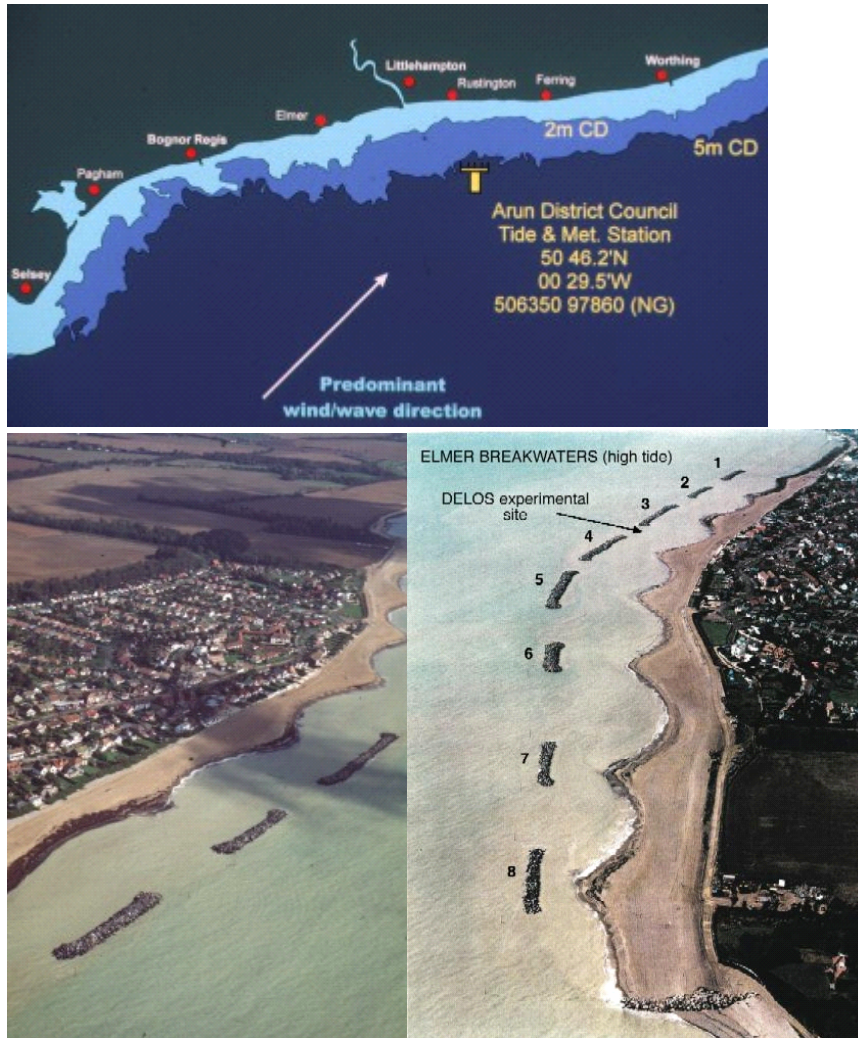 Littlehampton
Worthing
Rustington
Ferring
Elmer
2m CD
Bognor Regis
5m CD
Pagham
Arun District Council
Tide & Met. Station
50 46.2'N
00 29.5'W
506350 97860 (NG)
Selsey
Predominant
wind/wave direction
ELMER BREAKWATERS (high tide)
1
2
DELOS experimental
site
3
4
5
6
7
8